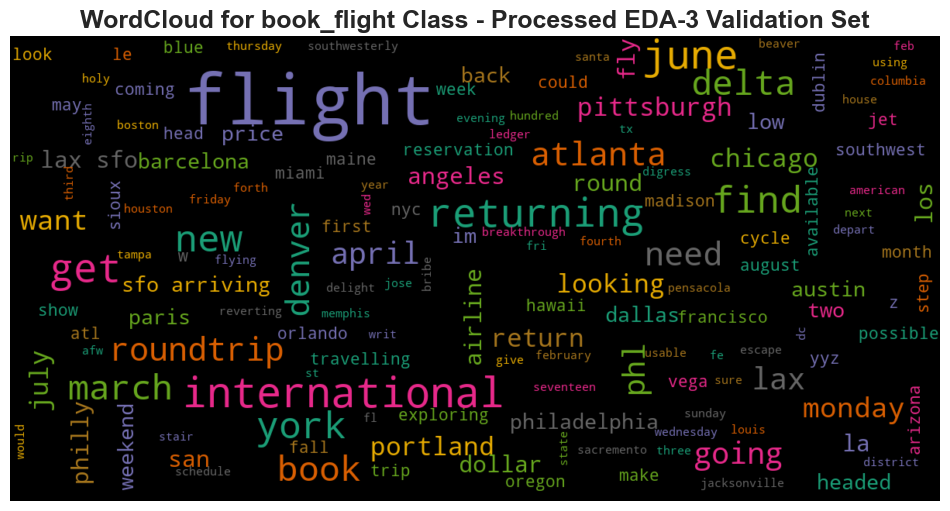 WordCloud for book_flight Class - Processed EDA-3 Validation Set
look le blue thursday southwesterly fly june beaver feb
holy coming week back could santa delta dublin using columbia
may eighth boston flight price head evening hundred pittsburgh tx low house jet
rip lax sfo barcelona maine reservation ledger atlanta digress chicago southwest
third forth friday miami year wed angeles round madison find available american los
want houston sioux new denver first nyc returning breakthrough im fri fourth cycle next depart
get tampa w flying april bribe looking need pensacola august month step
sfo arriving delight jose hawaii austin z
show paris reverting memphis airline dallas francisco two
atl afw roundtrip orlando writ return usable fe dc possible
july st travelling give february phl vega sure escape yyz
march international seventeen lax
philly weekend york fl exploring philadelphia sunday monday arizona
would stair fall portland state wednesday louis la
san schedule book trip dollar oregon sacramento three make going district
jacksonville headed